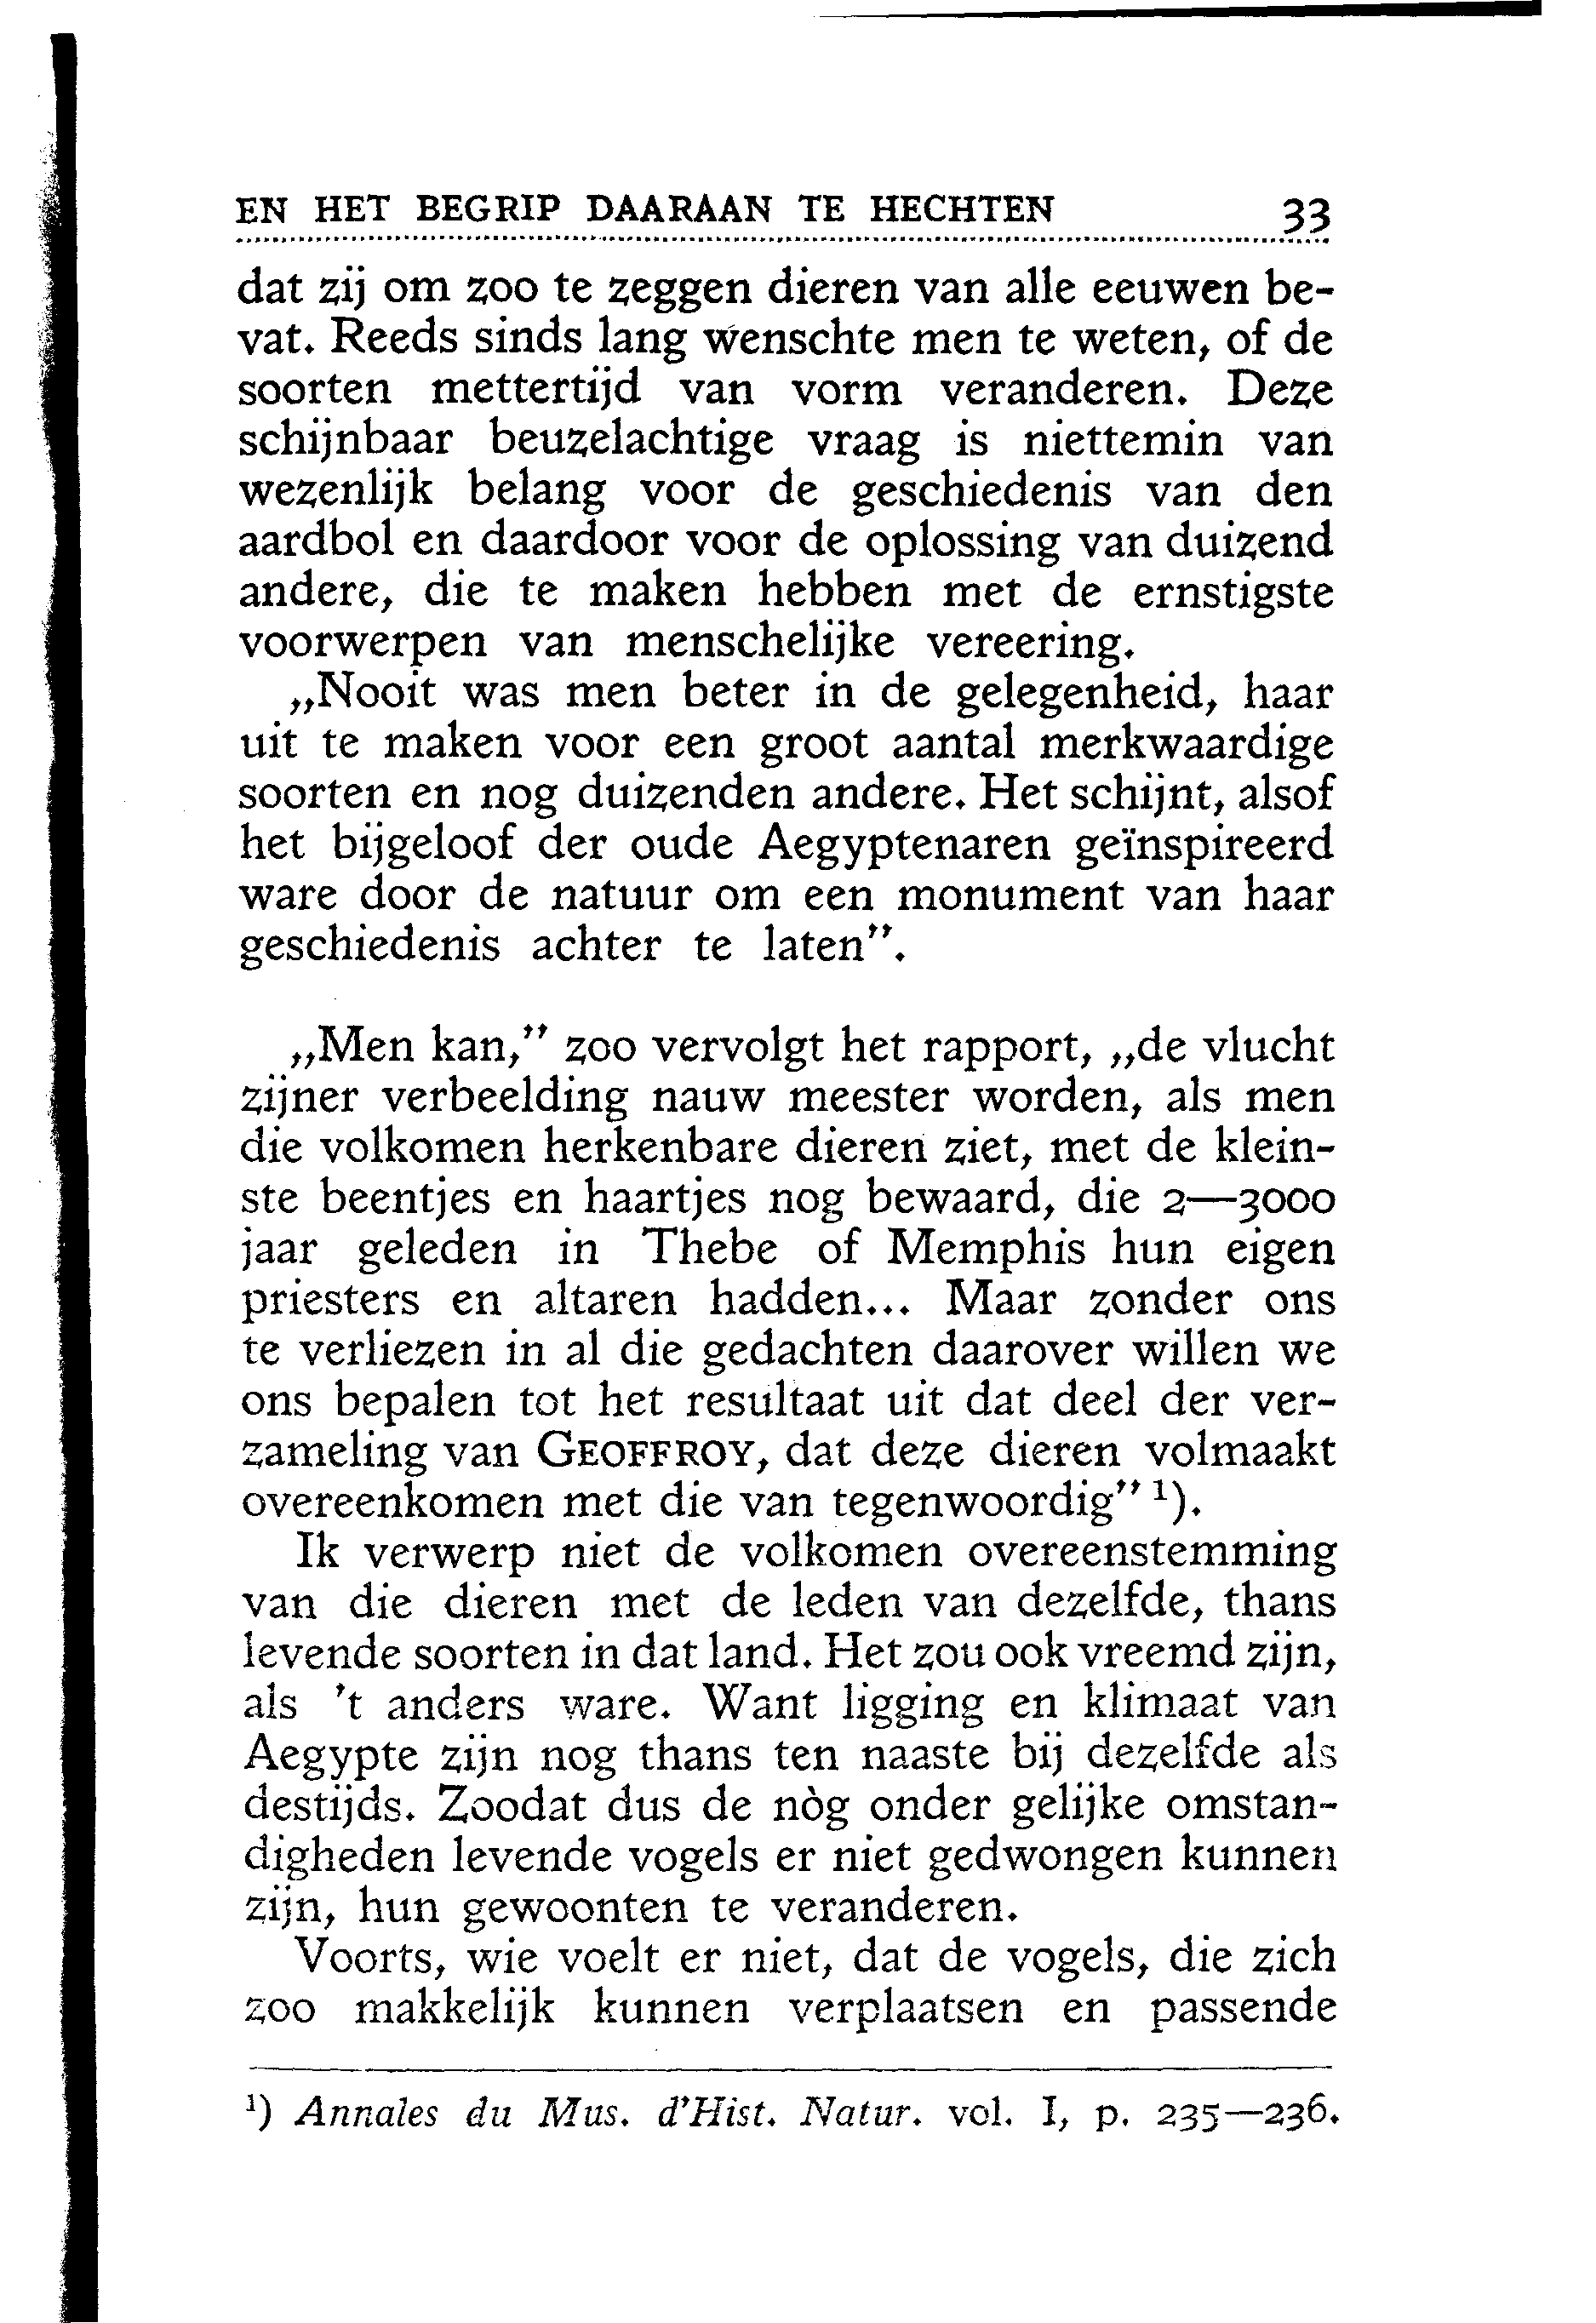 EN HET BEGRIP DAARAAN TE HECHTEN 33
dat zij om zoo te zeggen dieren van alle eeuwen be-
vat. Reeds sinds lang wenschte men te weten, of de
soorten mettertijd van vorm veranderen. Deze
schijnbaar beuzelachtige vraag is niettemin van
wezenlijk belang voor de geschiedenis van den
aardbol en daardoor voor de oplossing van duizend
andere, die te maken hebben met de ernstigste
voorwerpen van menschelijke vereering.
„Nooit was men beter in de gelegenheid, haar
uit te maken voor een groot aantal merkwaardige
soorten en nog duizenden andere. Het schijnt, alsof
het bijgeloof der oude Aegyptenaren geïnspireerd
ware door de natuur om een monument van haar
geschiedenis achter te laten”.
„Men kan,” zoo vervolgt het rapport, „de vlucht
zijner verbeelding nauw meester worden, als men
die volkomen herkenbare dieren ziet, met de klein-
ste beentjes en haartjes nog bewaard, die 2—3000
jaar geleden in Thebe of Memphis hun eigen
priesters en altaren hadden... Maar zonder ons
te verliezen in al die gedachten daarover willen we
ons bepalen tot het resultaat uit dat deel der ver-
zameling van GEOFFROY, dat deze dieren volmaakt
overeenkomen met die van tegenwoordig” ¹).
Ik verwerp niet de volkomen overeenstemming
van die dieren met de leden van dezelfde, thans
levende soorten in dat land. Het zou ook vreemd zijn,
als 't anders ware. Want ligging en klimaat van
Aegypte zijn nog thans ten naaste bij dezelfde als
destijds. Zoodat dus de nòg onder gelijke omstan-
digheden levende vogels er niet gedwongen kunnen
zijn, hun gewoonten te veranderen.
Voorts, wie voelt er niet, dat de vogels, die zich
zoo makkelijk kunnen verplaatsen en passende
¹) Annales du Mus. d'Hist. Natur. vol. I, p. 235—236.